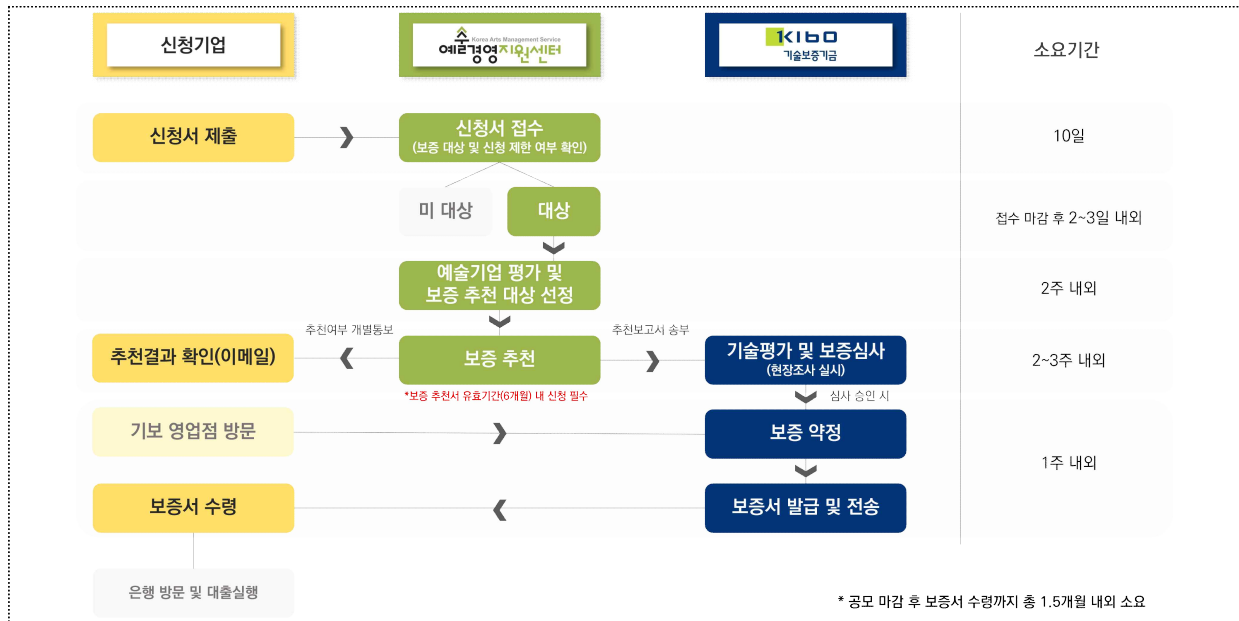 신청기업
Korea Arts Management Service
예술경영지원센터
KIBO
기술보증기금
소요기간
신청서 제출
신청서 접수
(보증 대상 및 신청 제한 여부 확인)
10일
미 대상
대상
접수 마감 후 2~3일 내외
예술기업 평가 및
보증 추천 대상 선정
2주 내외
추천여부 개별통보
추천보고서 송부
추천결과 확인(이메일)
보증 추천
기술평가 및 보증심사
(현장조사 실시)
2~3주 내외
*보증 추천서 유효기간(6개월) 내 신청 필수
심사 승인 시
기보 영업점 방문
보증 약정
1주 내외
보증서 수령
보증서 발급 및 전송
은행 방문 및 대출실행
* 공모 마감 후 보증서 수령까지 총 1.5개월 내외 소요